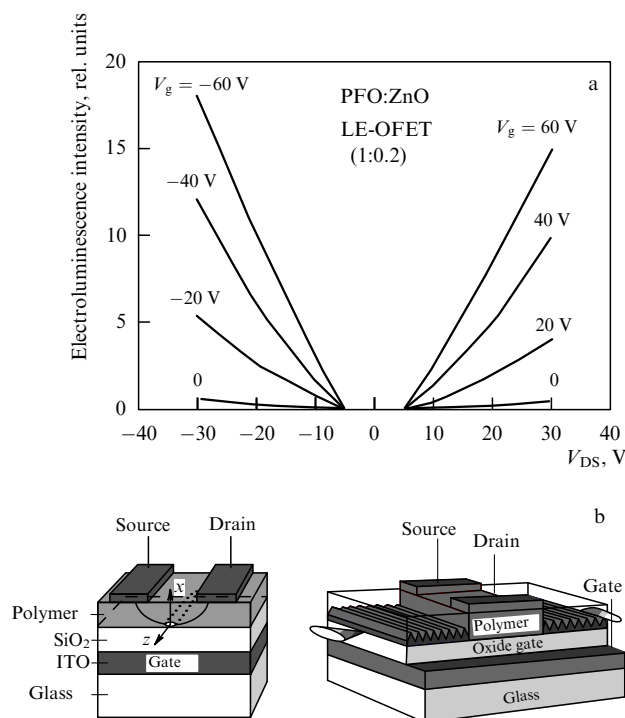 a
Electroluminescence intensity, rel. units
20
15
10
5
0
V_g = −60 V
−40 V
−20 V
0
PFO:ZnO
LE-OFET
(1:0.2)
V_g = 60 V
40 V
20 V
0
−40 −30 −20 −10 0 10 20 30 40
V_DS, V
b
Source Drain
x
z
Polymer
SiO₂
ITO
Gate
Glass
Source
Drain
Gate
Polymer
Oxide gate
Glass